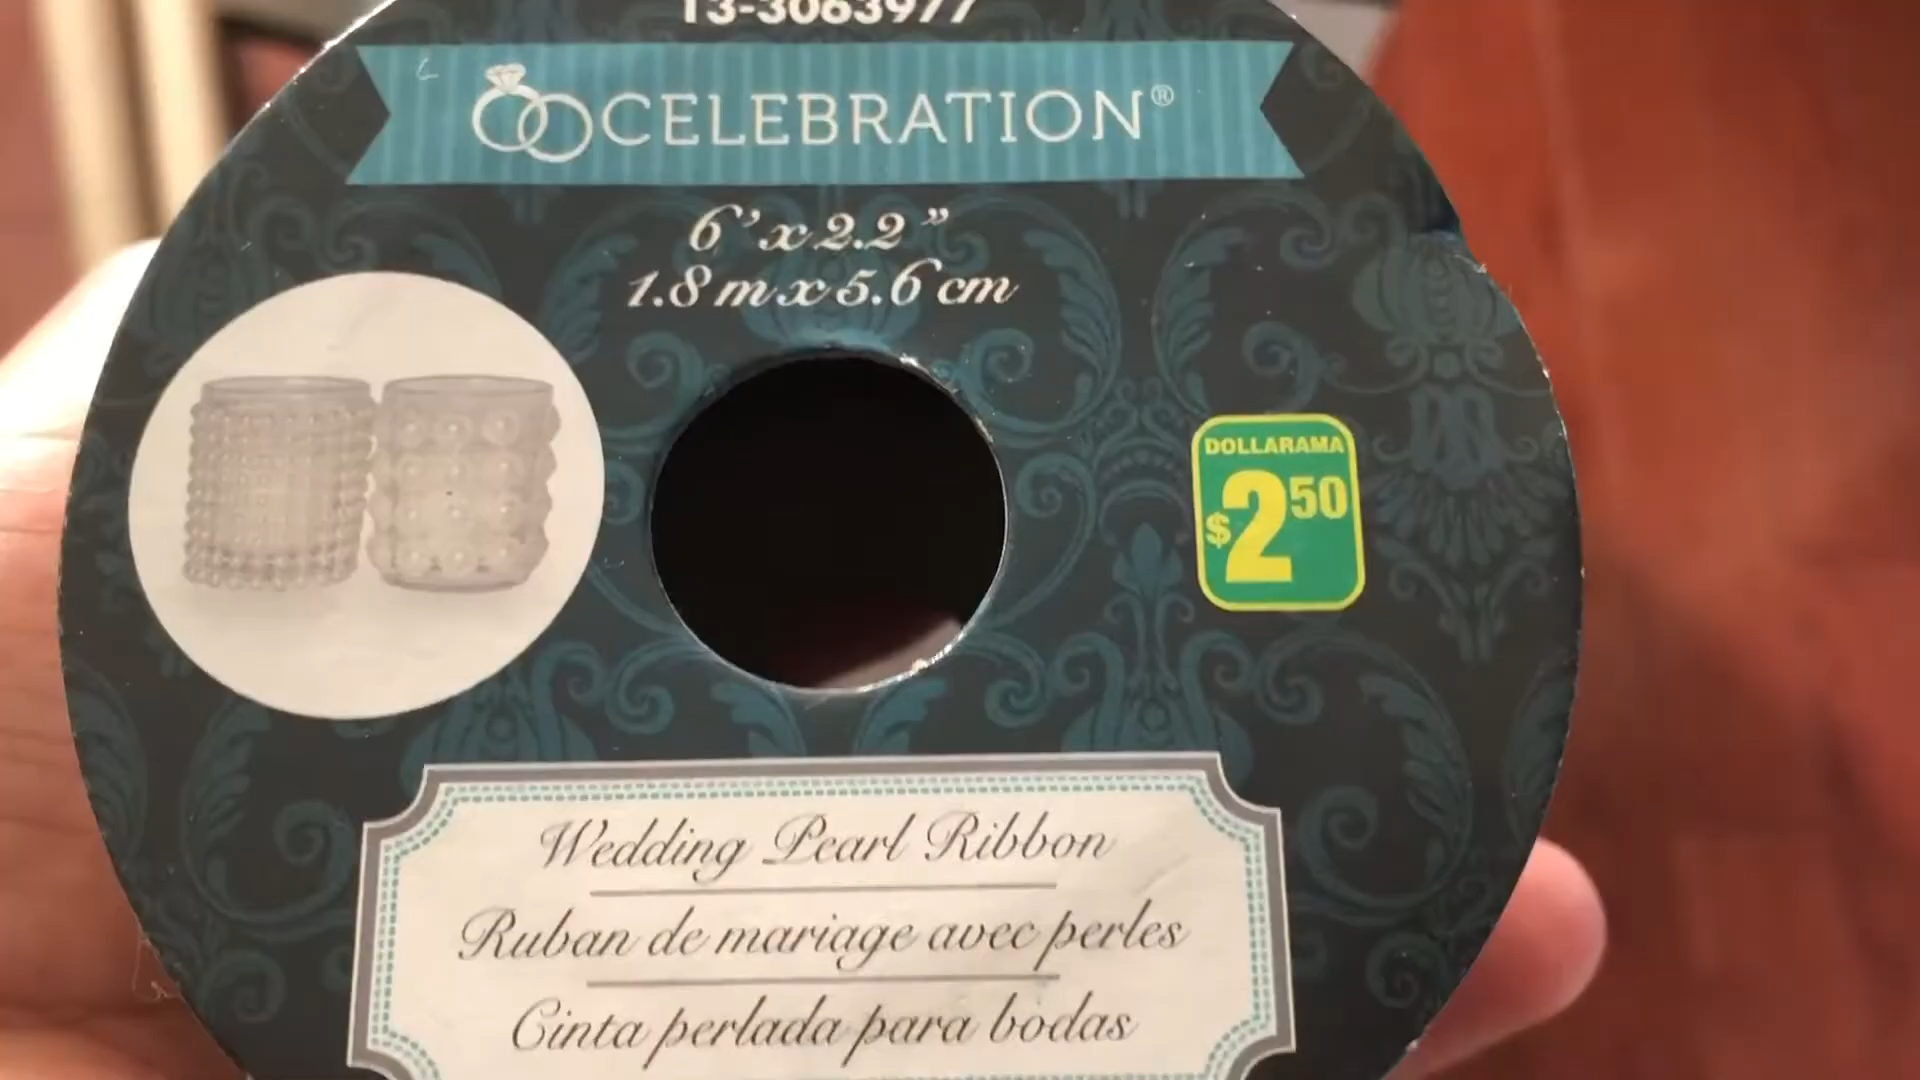 13-3063977
CELEBRATION®
6' x 2.2"
1.8 m x 5.6 cm
DOLLARAMA
$2.50
Wedding Pearl Ribbon
Ruban de mariage avec perles
Cinta perlada para bodas